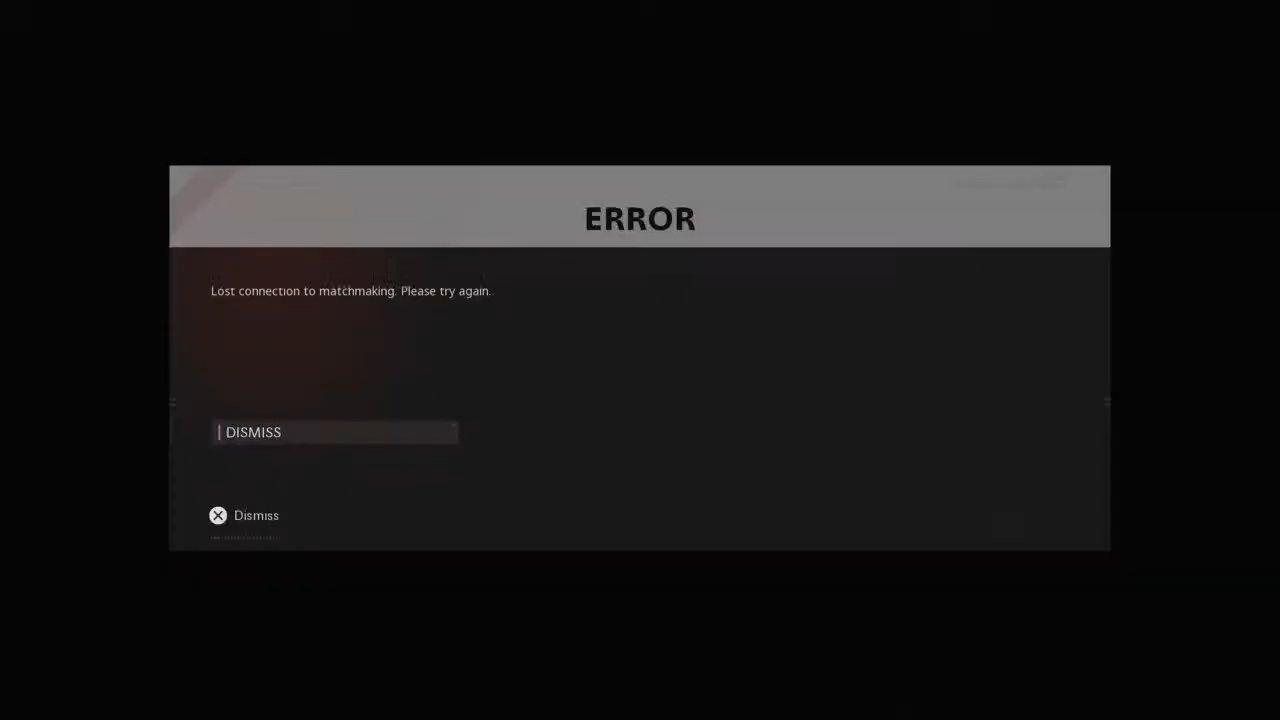 ERROR
Lost connection to matchmaking. Please try again.
DISMISS
Dismiss